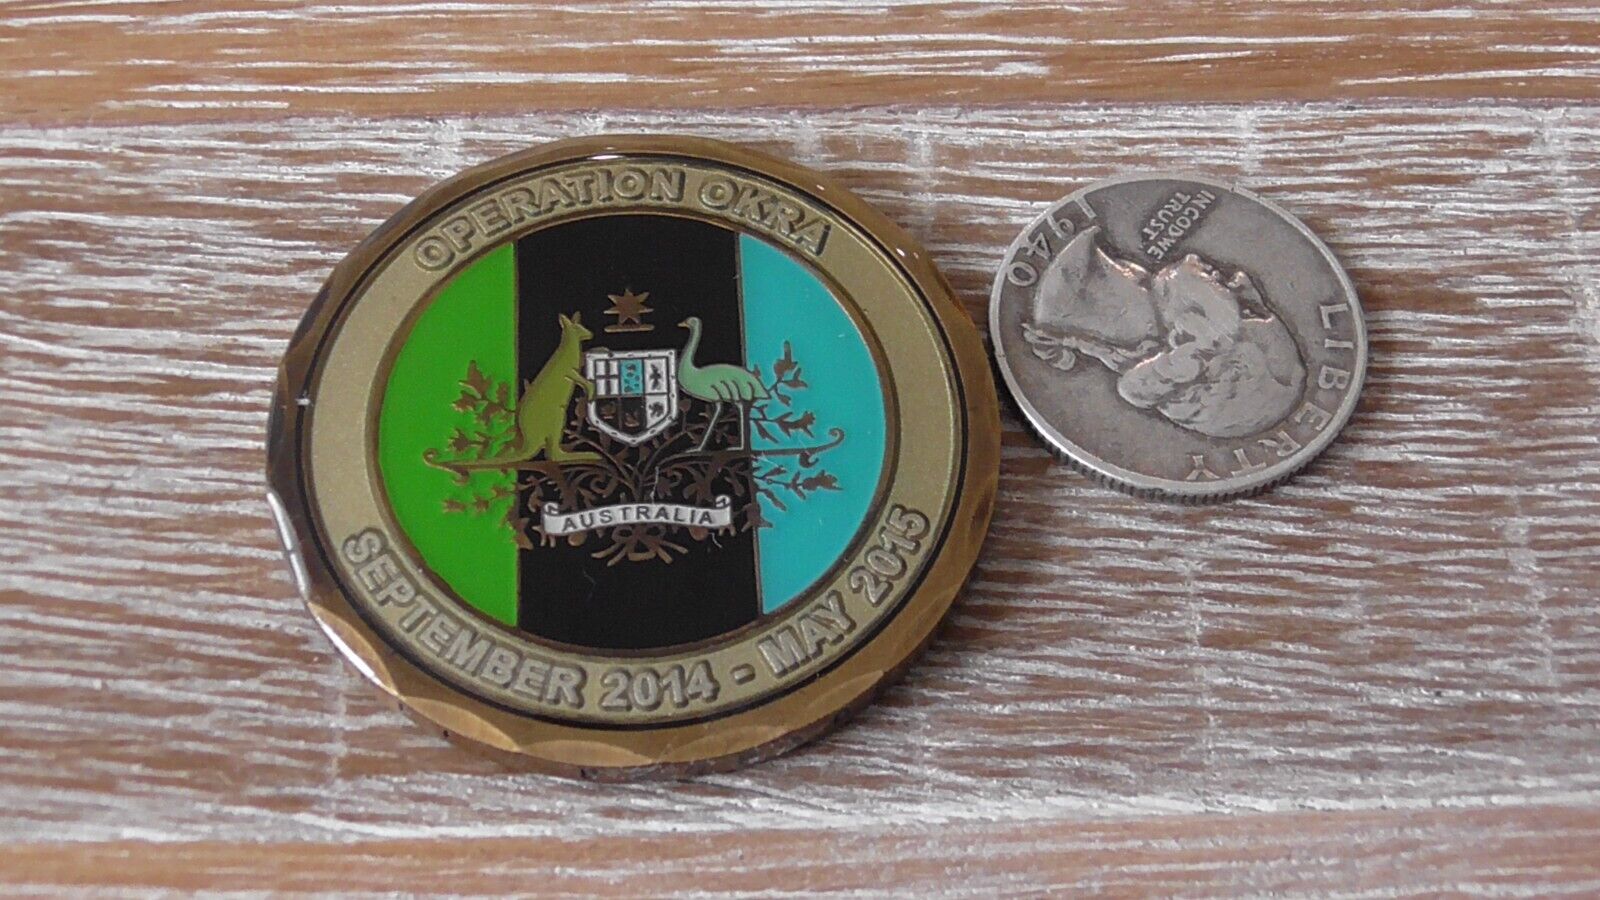 OPERATION OKRA
AUSTRALIA
SEPTEMBER 2014 - MAY 2015
LIBERTY
IN GOD WE
TRUST
1940